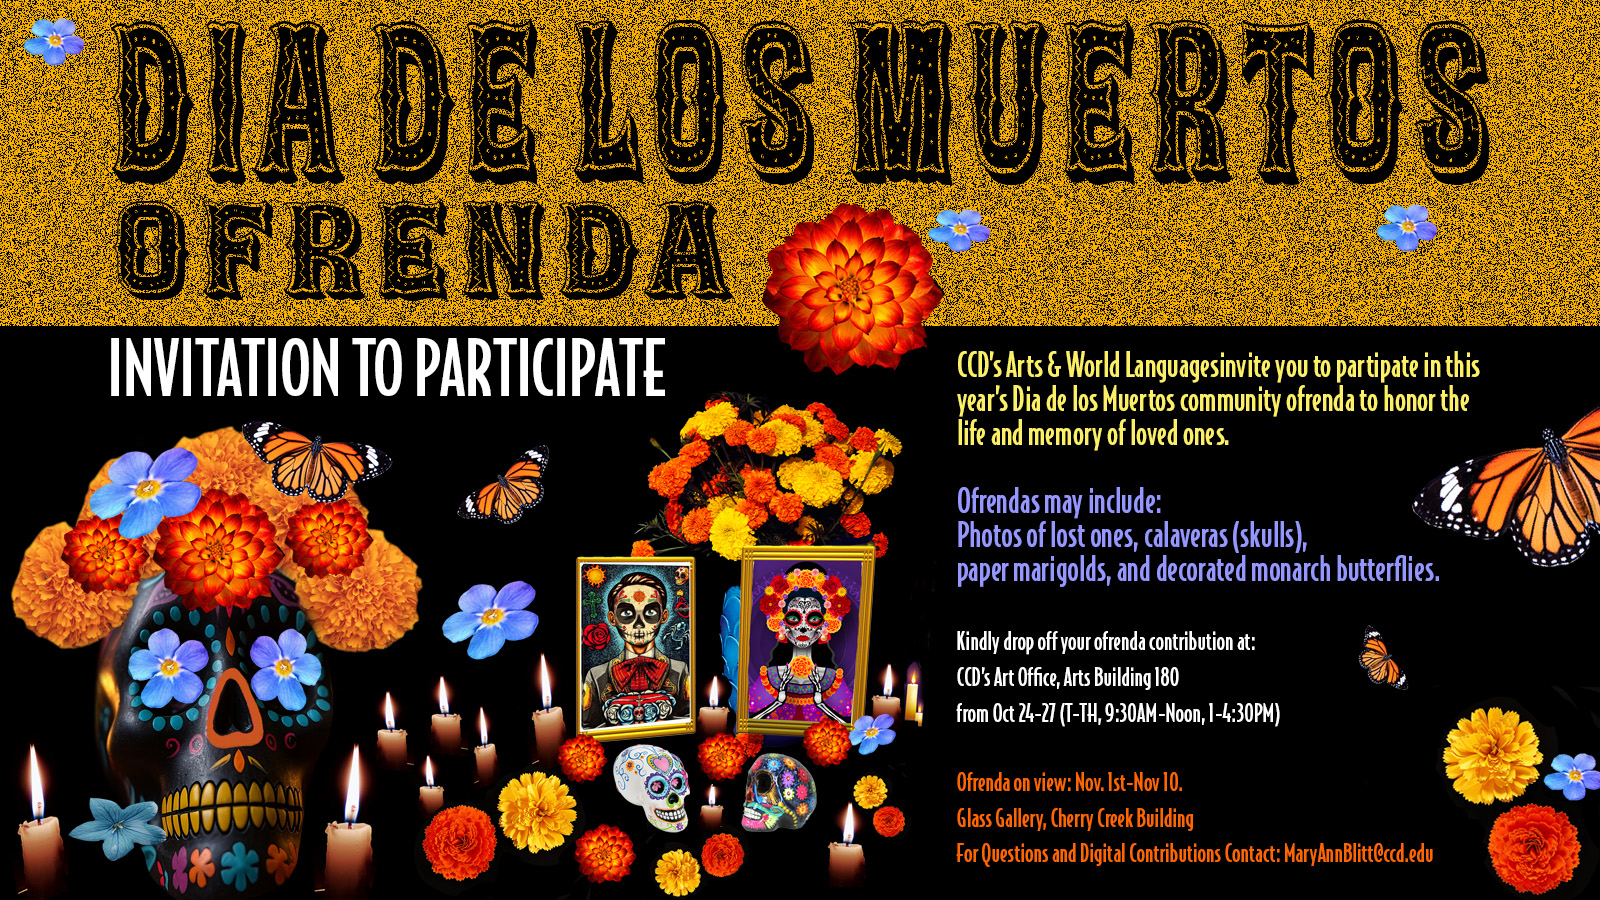 DIA DE LOS MUERTOS
OFRENDA
INVITATION TO PARTICIPATE
CCD's Arts & World Languagesinvite you to partipate in this
year's Dia de los Muertos community ofrenda to honor the
life and memory of loved ones.
Ofrendas may include:
Photos of lost ones, calaveras (skulls),
paper marigolds, and decorated monarch butterflies.
Kindly drop off your ofrenda contribution at:
CCD's Art Office, Arts Building 180
from Oct 24-27 (T-TH, 9:30AM-Noon, 1-4:30PM)
Ofrenda on view: Nov. 1st-Nov 10.
Glass Gallery, Cherry Creek Building
For Questions and Digital Contributions Contact: MaryAnnBlitt@ccd.edu